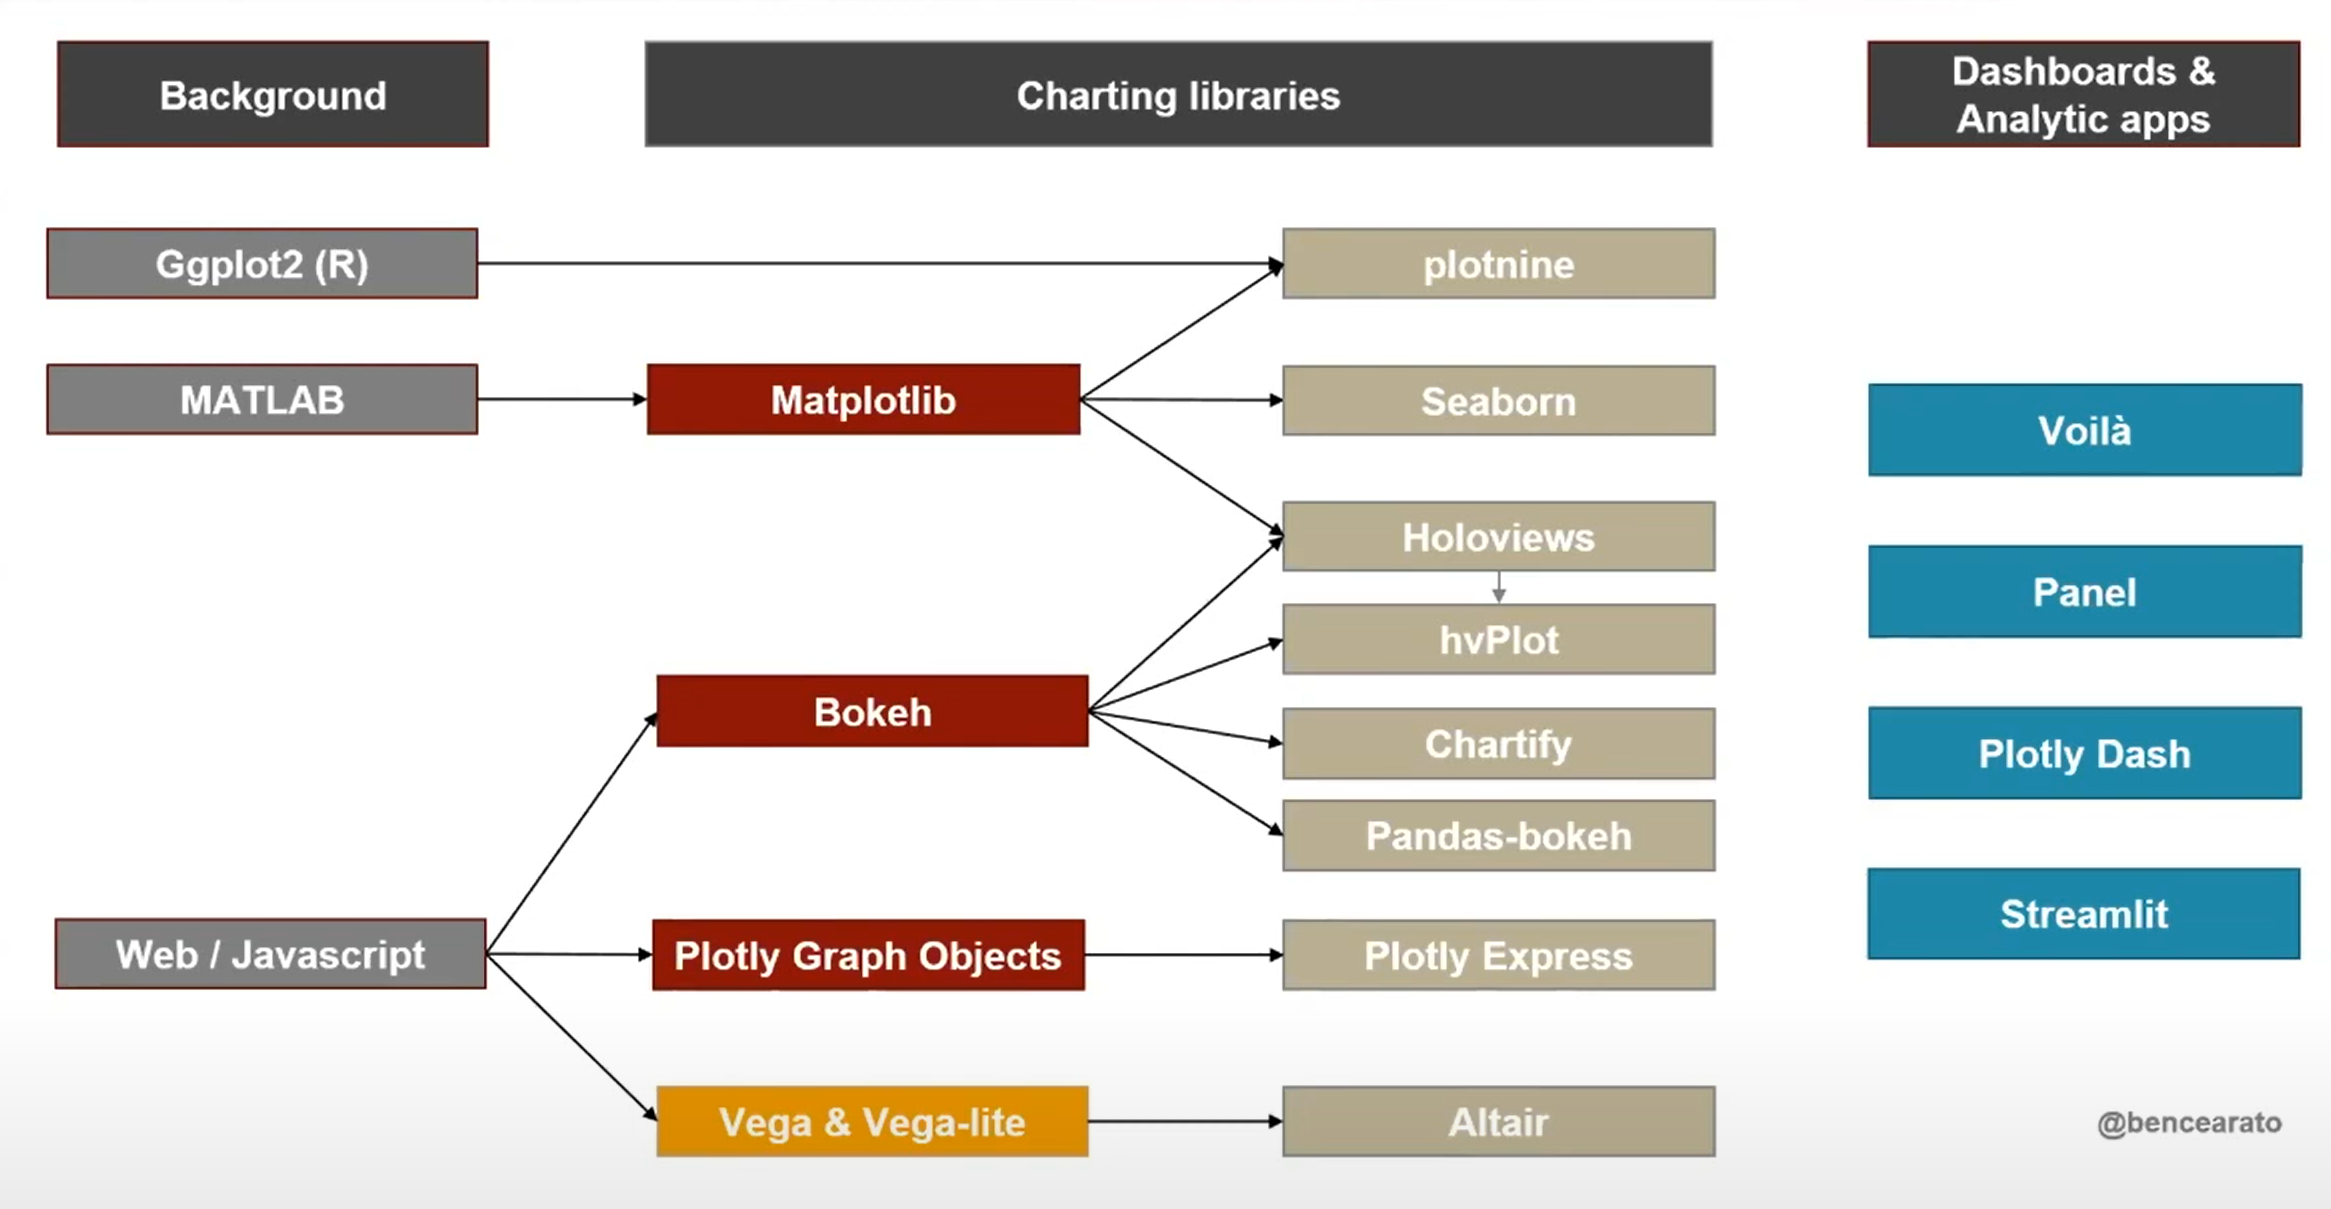 Background
Charting libraries
Dashboards &
Analytic apps
Ggplot2 (R)
plotnine
MATLAB
Matplotlib
Seaborn
Voilà
Holoviews
Panel
hvPlot
Bokeh
Chartify
Plotly Dash
Pandas-bokeh
Web / Javascript
Plotly Graph Objects
Plotly Express
Streamlit
Vega & Vega-lite
Altair
@bencearato